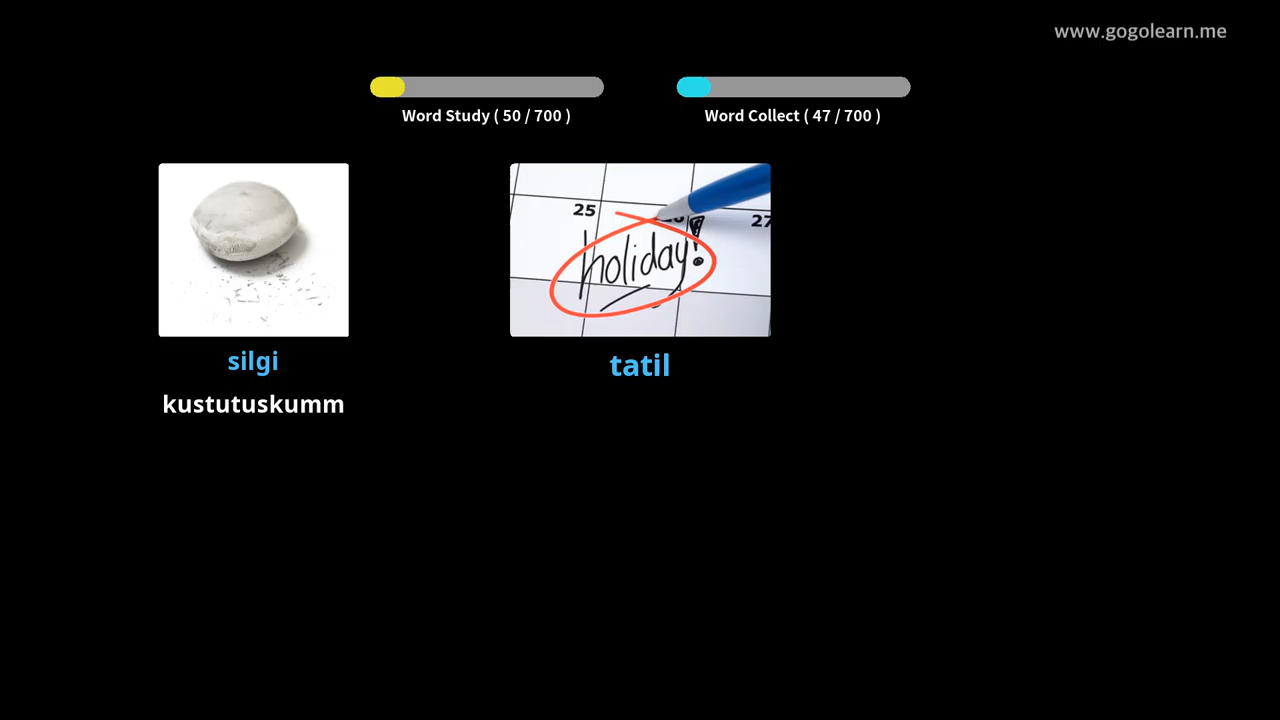 www.gogolearn.me
Word Study ( 50 / 700 )
Word Collect ( 47 / 700 )
25
27
holiday!
silgi
tatil
kustutuskumm